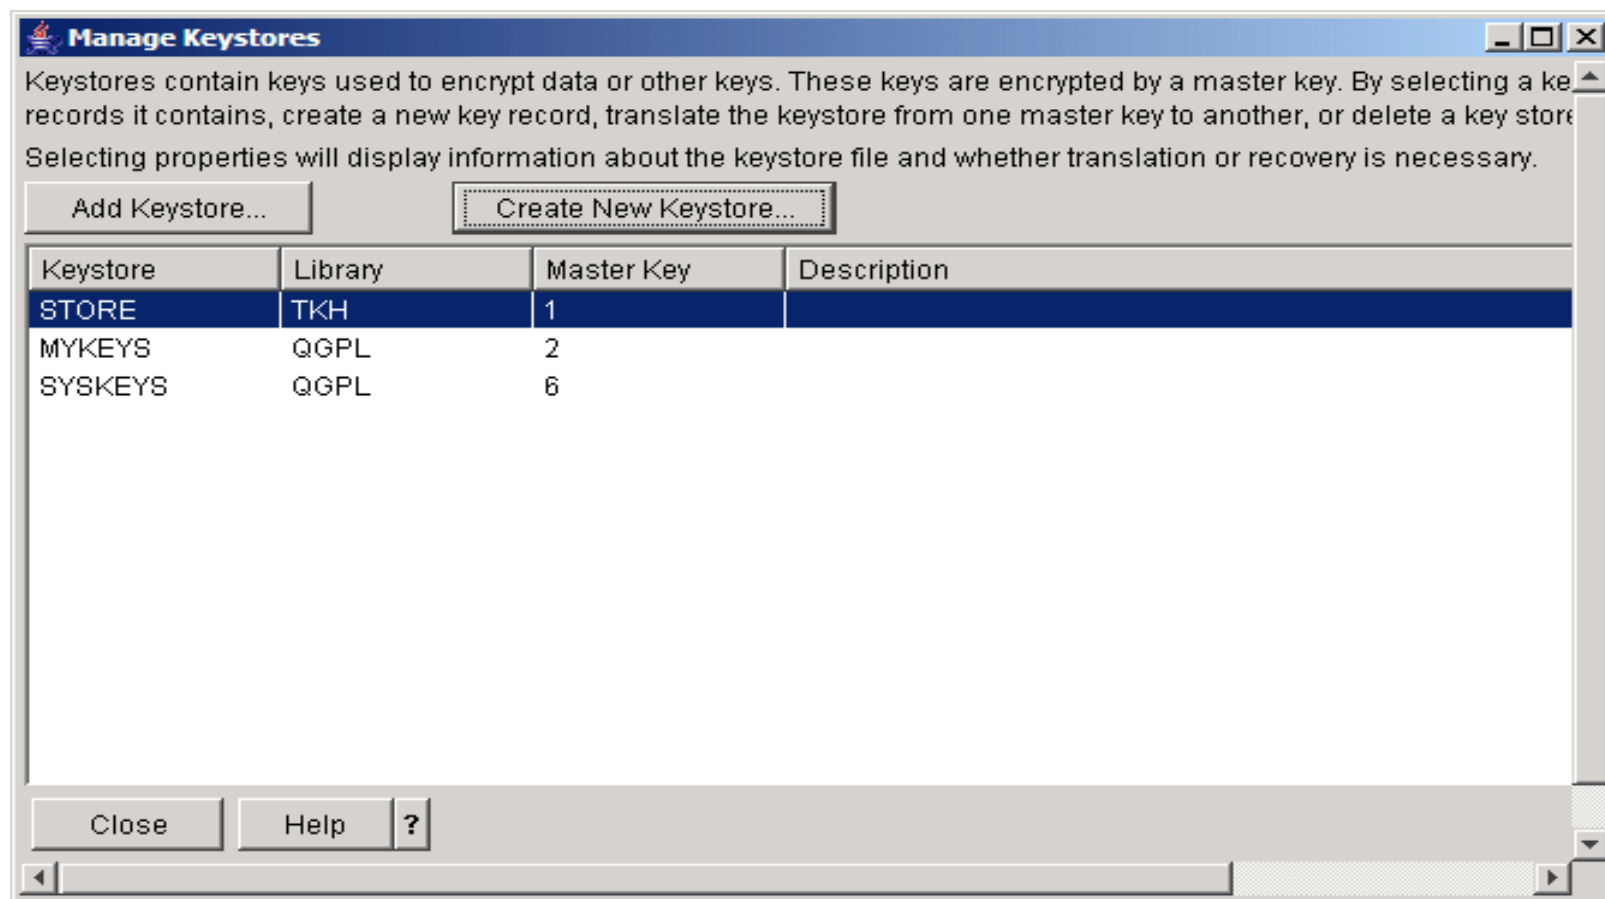 Manage Keystores
Keystores contain keys used to encrypt data or other keys. These keys are encrypted by a master key. By selecting a ke
records it contains, create a new key record, translate the keystore from one master key to another, or delete a key store
Selecting properties will display information about the keystore file and whether translation or recovery is necessary.
Add Keystore... Create New Keystore...
Keystore Library Master Key Description
STORE TKH 1
MYKEYS QGPL 2
SYSKEYS QGPL 6
Close Help ?